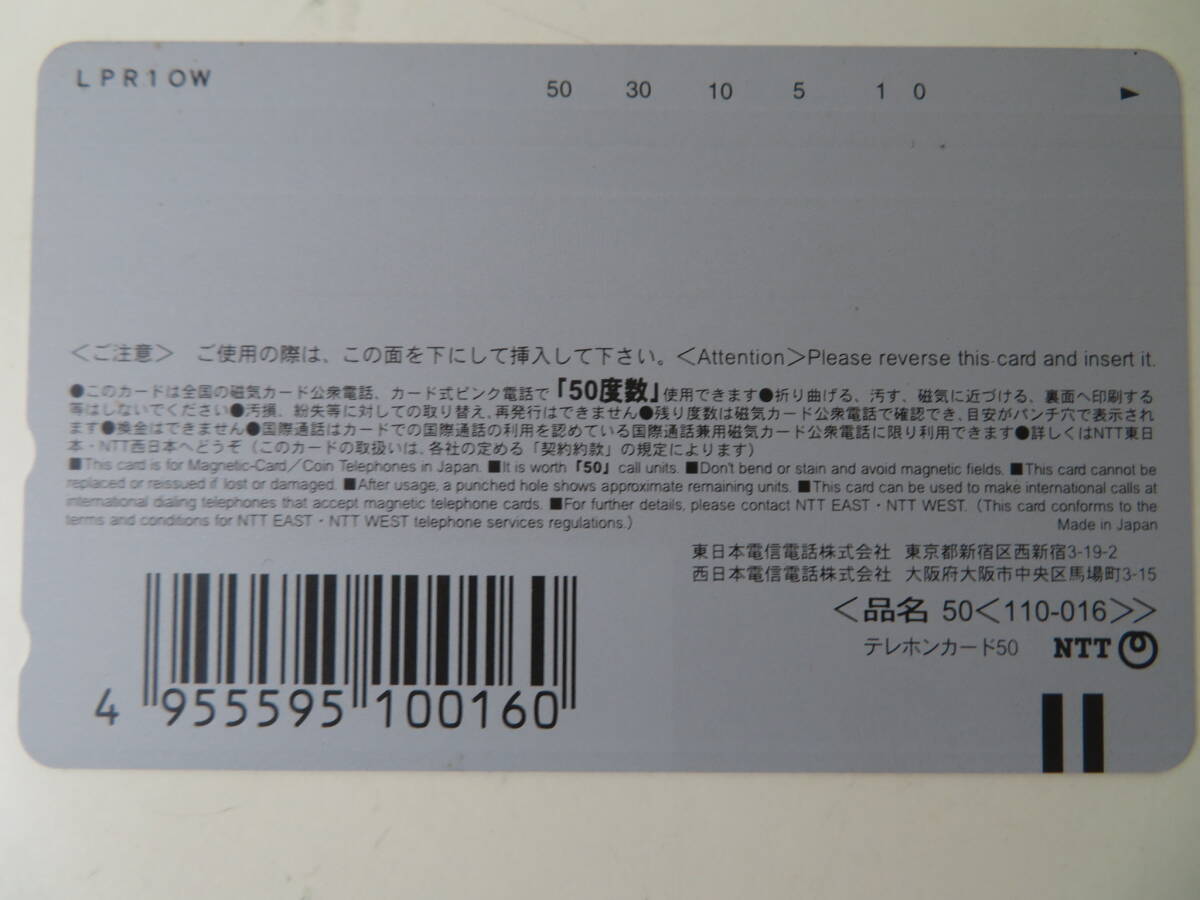 LPR10W
50 30 10 5 1 0
＜ご注意＞ ご使用の際は、この面を下にして挿入して下さい。＜Attention＞Please reverse this card and insert it.
●このカードは全国の磁気カード公衆電話、カード式ピンク電話で「50度数」使用できます●折り曲げる、汚す、磁気に近づける、裏面へ印刷する
等はしないでください●汚損、紛失等に対しての取り替え、再発行はできません●残り度数は磁気カード公衆電話で確認でき、目安がパンチ穴で表示され
ます●換金はできません●国際通話はカードでの国際通話の利用を認めている国際通話兼用磁気カード公衆電話に限り利用できます●詳しくはNTT東日
本・NTT西日本へどうぞ（このカードの取扱いは、各社の定める「契約約款」の規定によります）
■This card is for Magnetic-Card／Coin Telephones in Japan. ■It is worth「50」call units. ■Don't bend or stain and avoid magnetic fields. ■This card cannot be
replaced or reissued if lost or damaged. ■After usage, a punched hole shows approximate remaining units. ■This card can be used to make international calls at
international dialing telephones that accept magnetic telephone cards. ■For further details, please contact NTT EAST・NTT WEST.（This card conforms to the
terms and conditions for NTT EAST・NTT WEST telephone services regulations.） Made in Japan
東日本電信電話株式会社 東京都新宿区西新宿3-19-2
西日本電信電話株式会社 大阪府大阪市中央区馬場町3-15
＜品名 50＜110-016＞＞
テレホンカード50 NTT
4 955595 100160